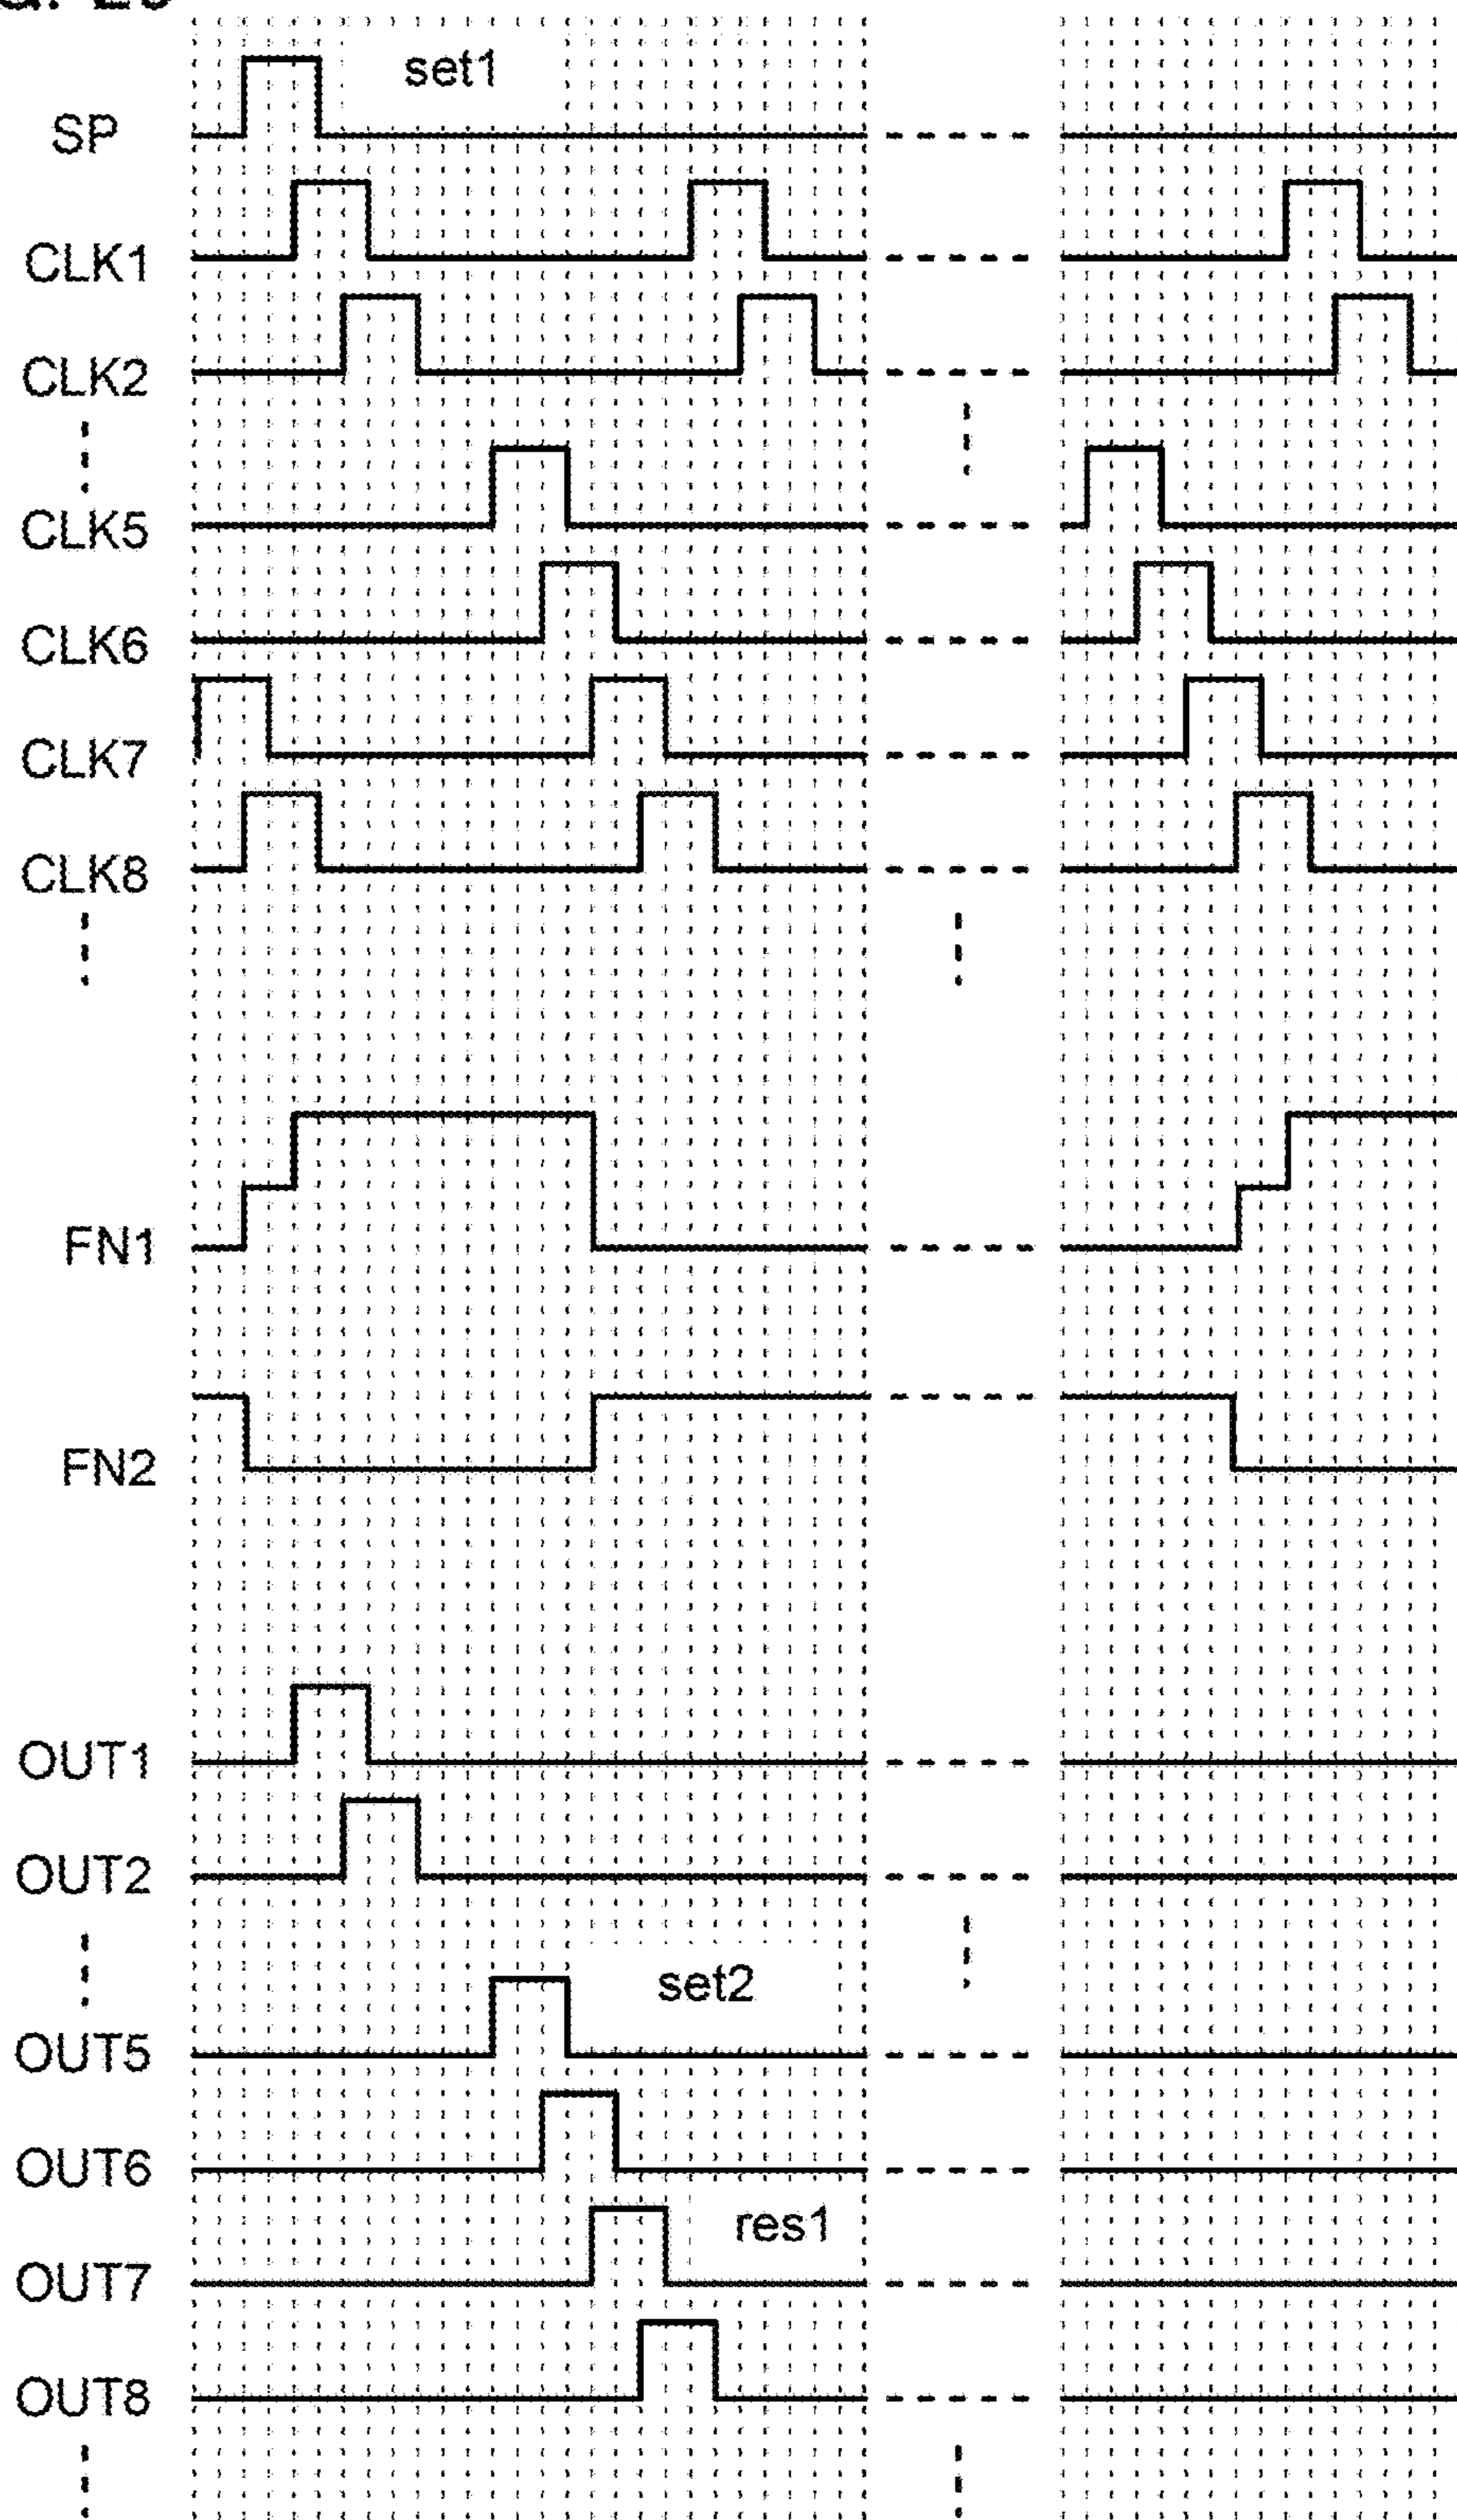 set1
SP
CLK1
CLK2
CLK5
CLK6
CLK7
CLK8
FN1
FN2
OUT1
OUT2
set2
OUT5
OUT6
res1
OUT7
OUT8